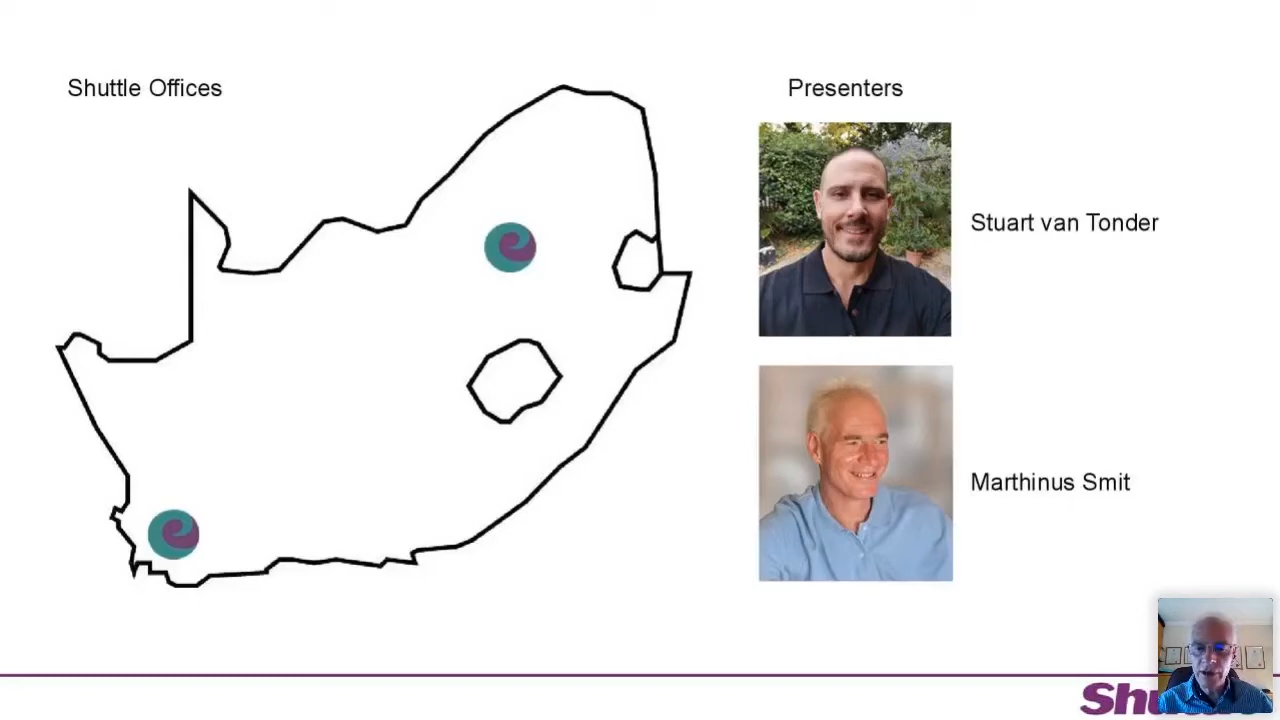 Shuttle Offices
Presenters
Stuart van Tonder
Marthinus Smit